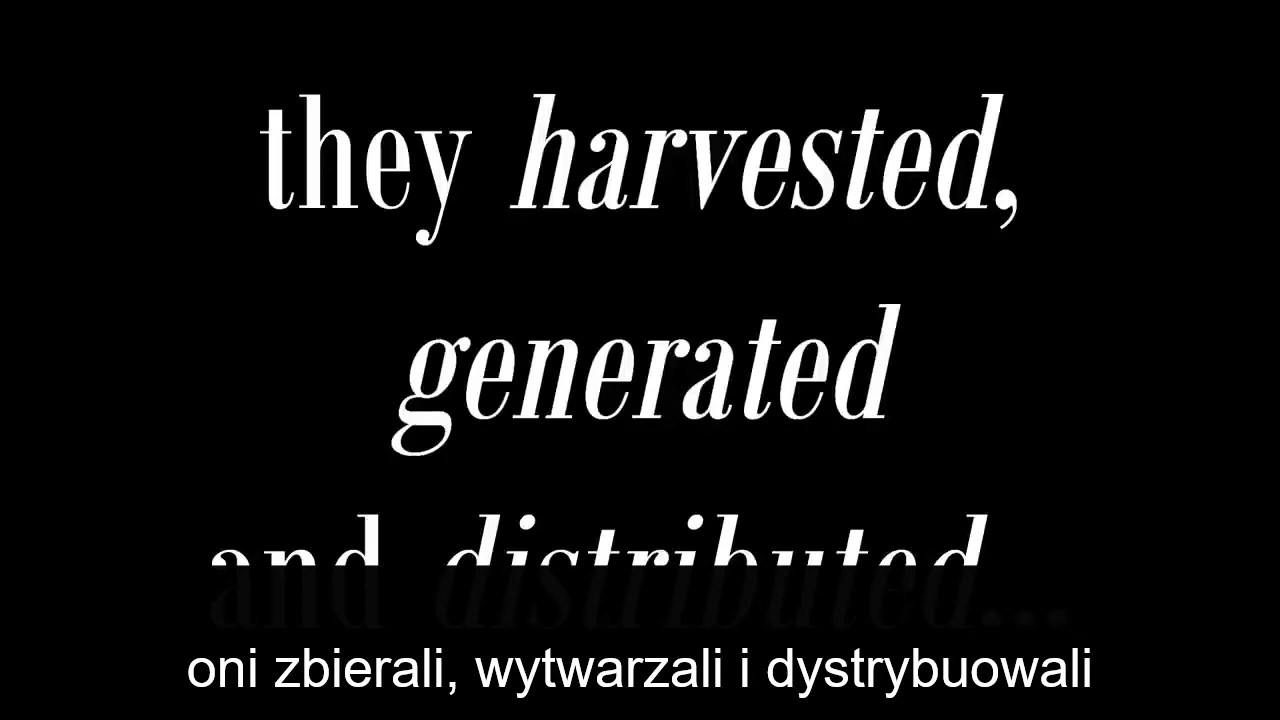 they harvested,
generated
and distributed...
oni zbierali, wytwarzali i dystrybuowali